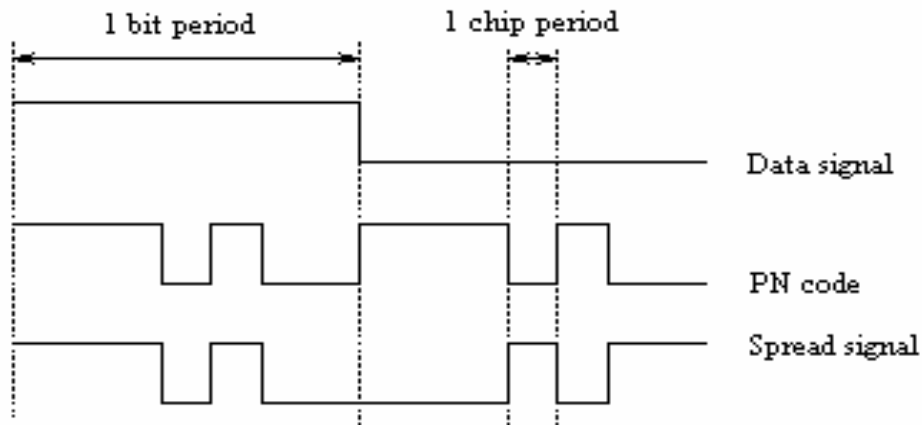 1 bit period
1 chip period
Data signal
PN code
Spread signal